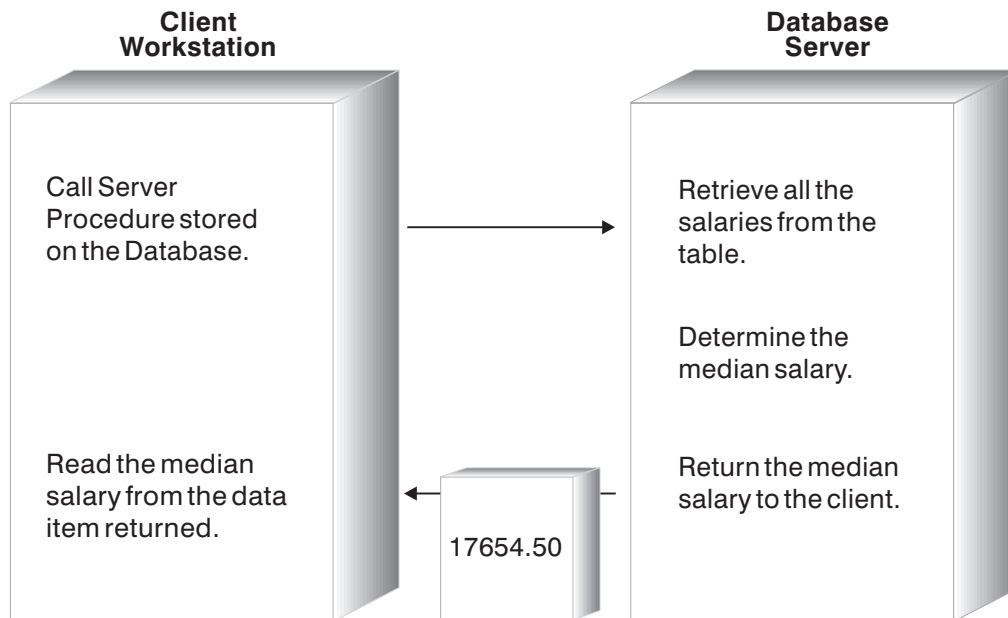 Client
Workstation
Database
Server
Call Server
Procedure stored
on the Database.
Retrieve all the
salaries from the
table.
Determine the
median salary.
Read the median
salary from the data
item returned.
17654.50
Return the median
salary to the client.